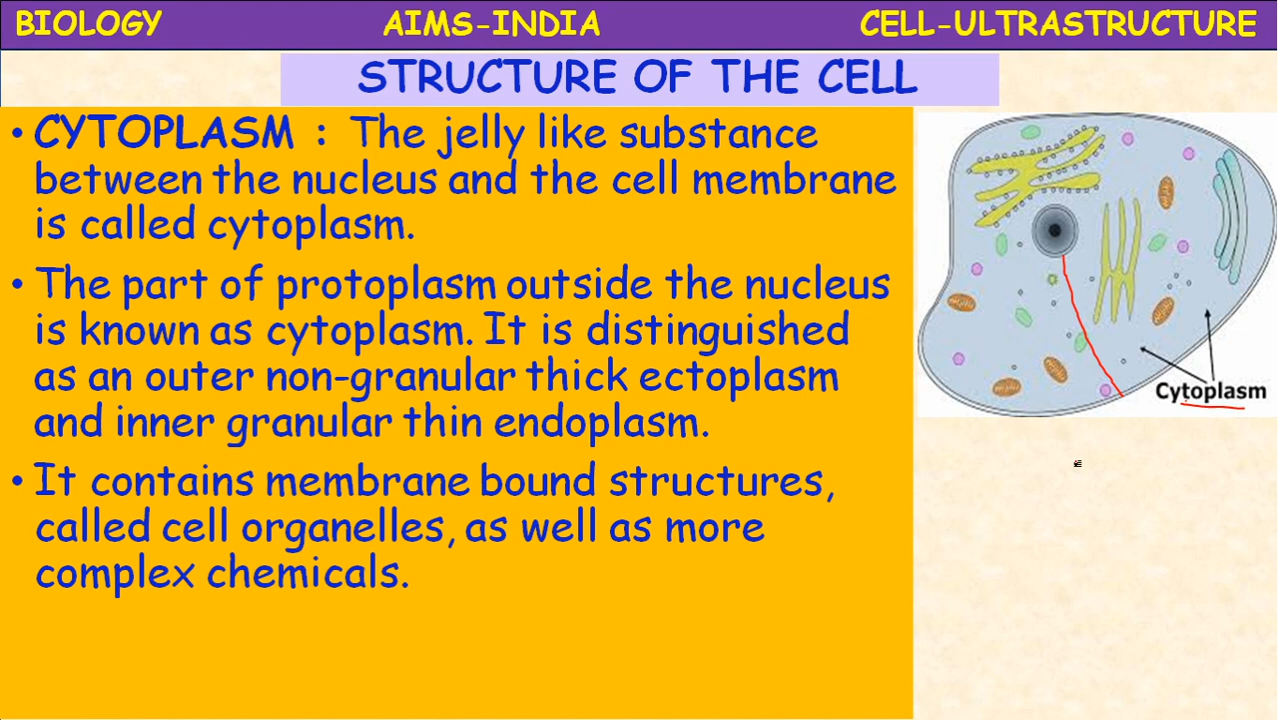 BIOLOGY AIMS-INDIA CELL-ULTRASTRUCTURE
STRUCTURE OF THE CELL
• CYTOPLASM : The jelly like substance
between the nucleus and the cell membrane
is called cytoplasm.
• The part of protoplasm outside the nucleus
is known as cytoplasm. It is distinguished
as an outer non-granular thick ectoplasm
and inner granular thin endoplasm.
• It contains membrane bound structures,
called cell organelles, as well as more
complex chemicals.
Cytoplasm